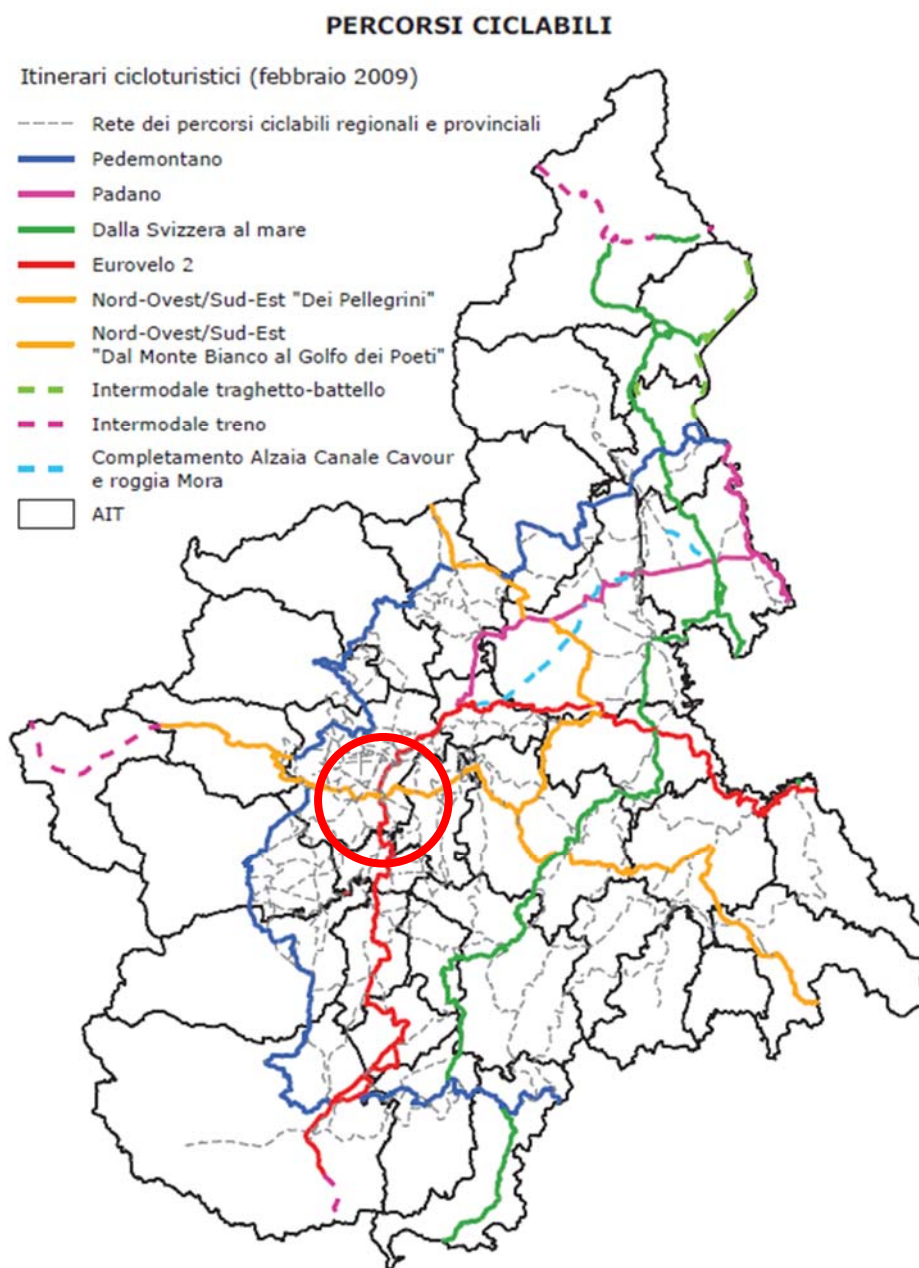 PERCORSI CICLABILI
Itinerari cicloturistici (febbraio 2009)
Rete dei percorsi ciclabili regionali e provinciali
Pedemontano
Padano
Dalla Svizzera al mare
Eurovelo 2
Nord-Ovest/Sud-Est "Dei Pellegrini"
Nord-Ovest/Sud-Est
"Dal Monte Bianco al Golfo dei Poeti"
Intermodale traghetto-battello
Intermodale treno
Completamento Alzaia Canale Cavour
e roggia Mora
AIT